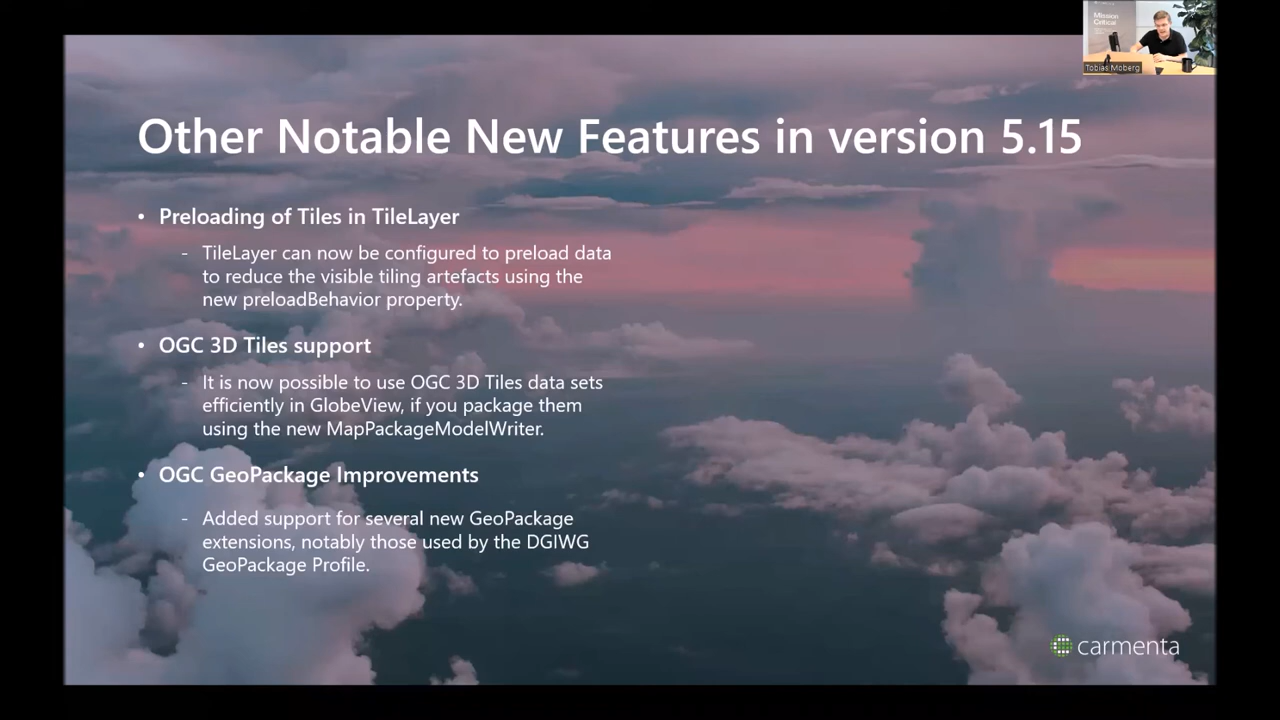 Mission
Critical
Tobias Moberg
Other Notable New Features in version 5.15
• Preloading of Tiles in TileLayer
- TileLayer can now be configured to preload data
to reduce the visible tiling artefacts using the
new preloadBehavior property.
• OGC 3D Tiles support
- It is now possible to use OGC 3D Tiles data sets
efficiently in GlobeView, if you package them
using the new MapPackageModelWriter.
• OGC GeoPackage Improvements
- Added support for several new GeoPackage
extensions, notably those used by the DGIWG
GeoPackage Profile.
carmenta